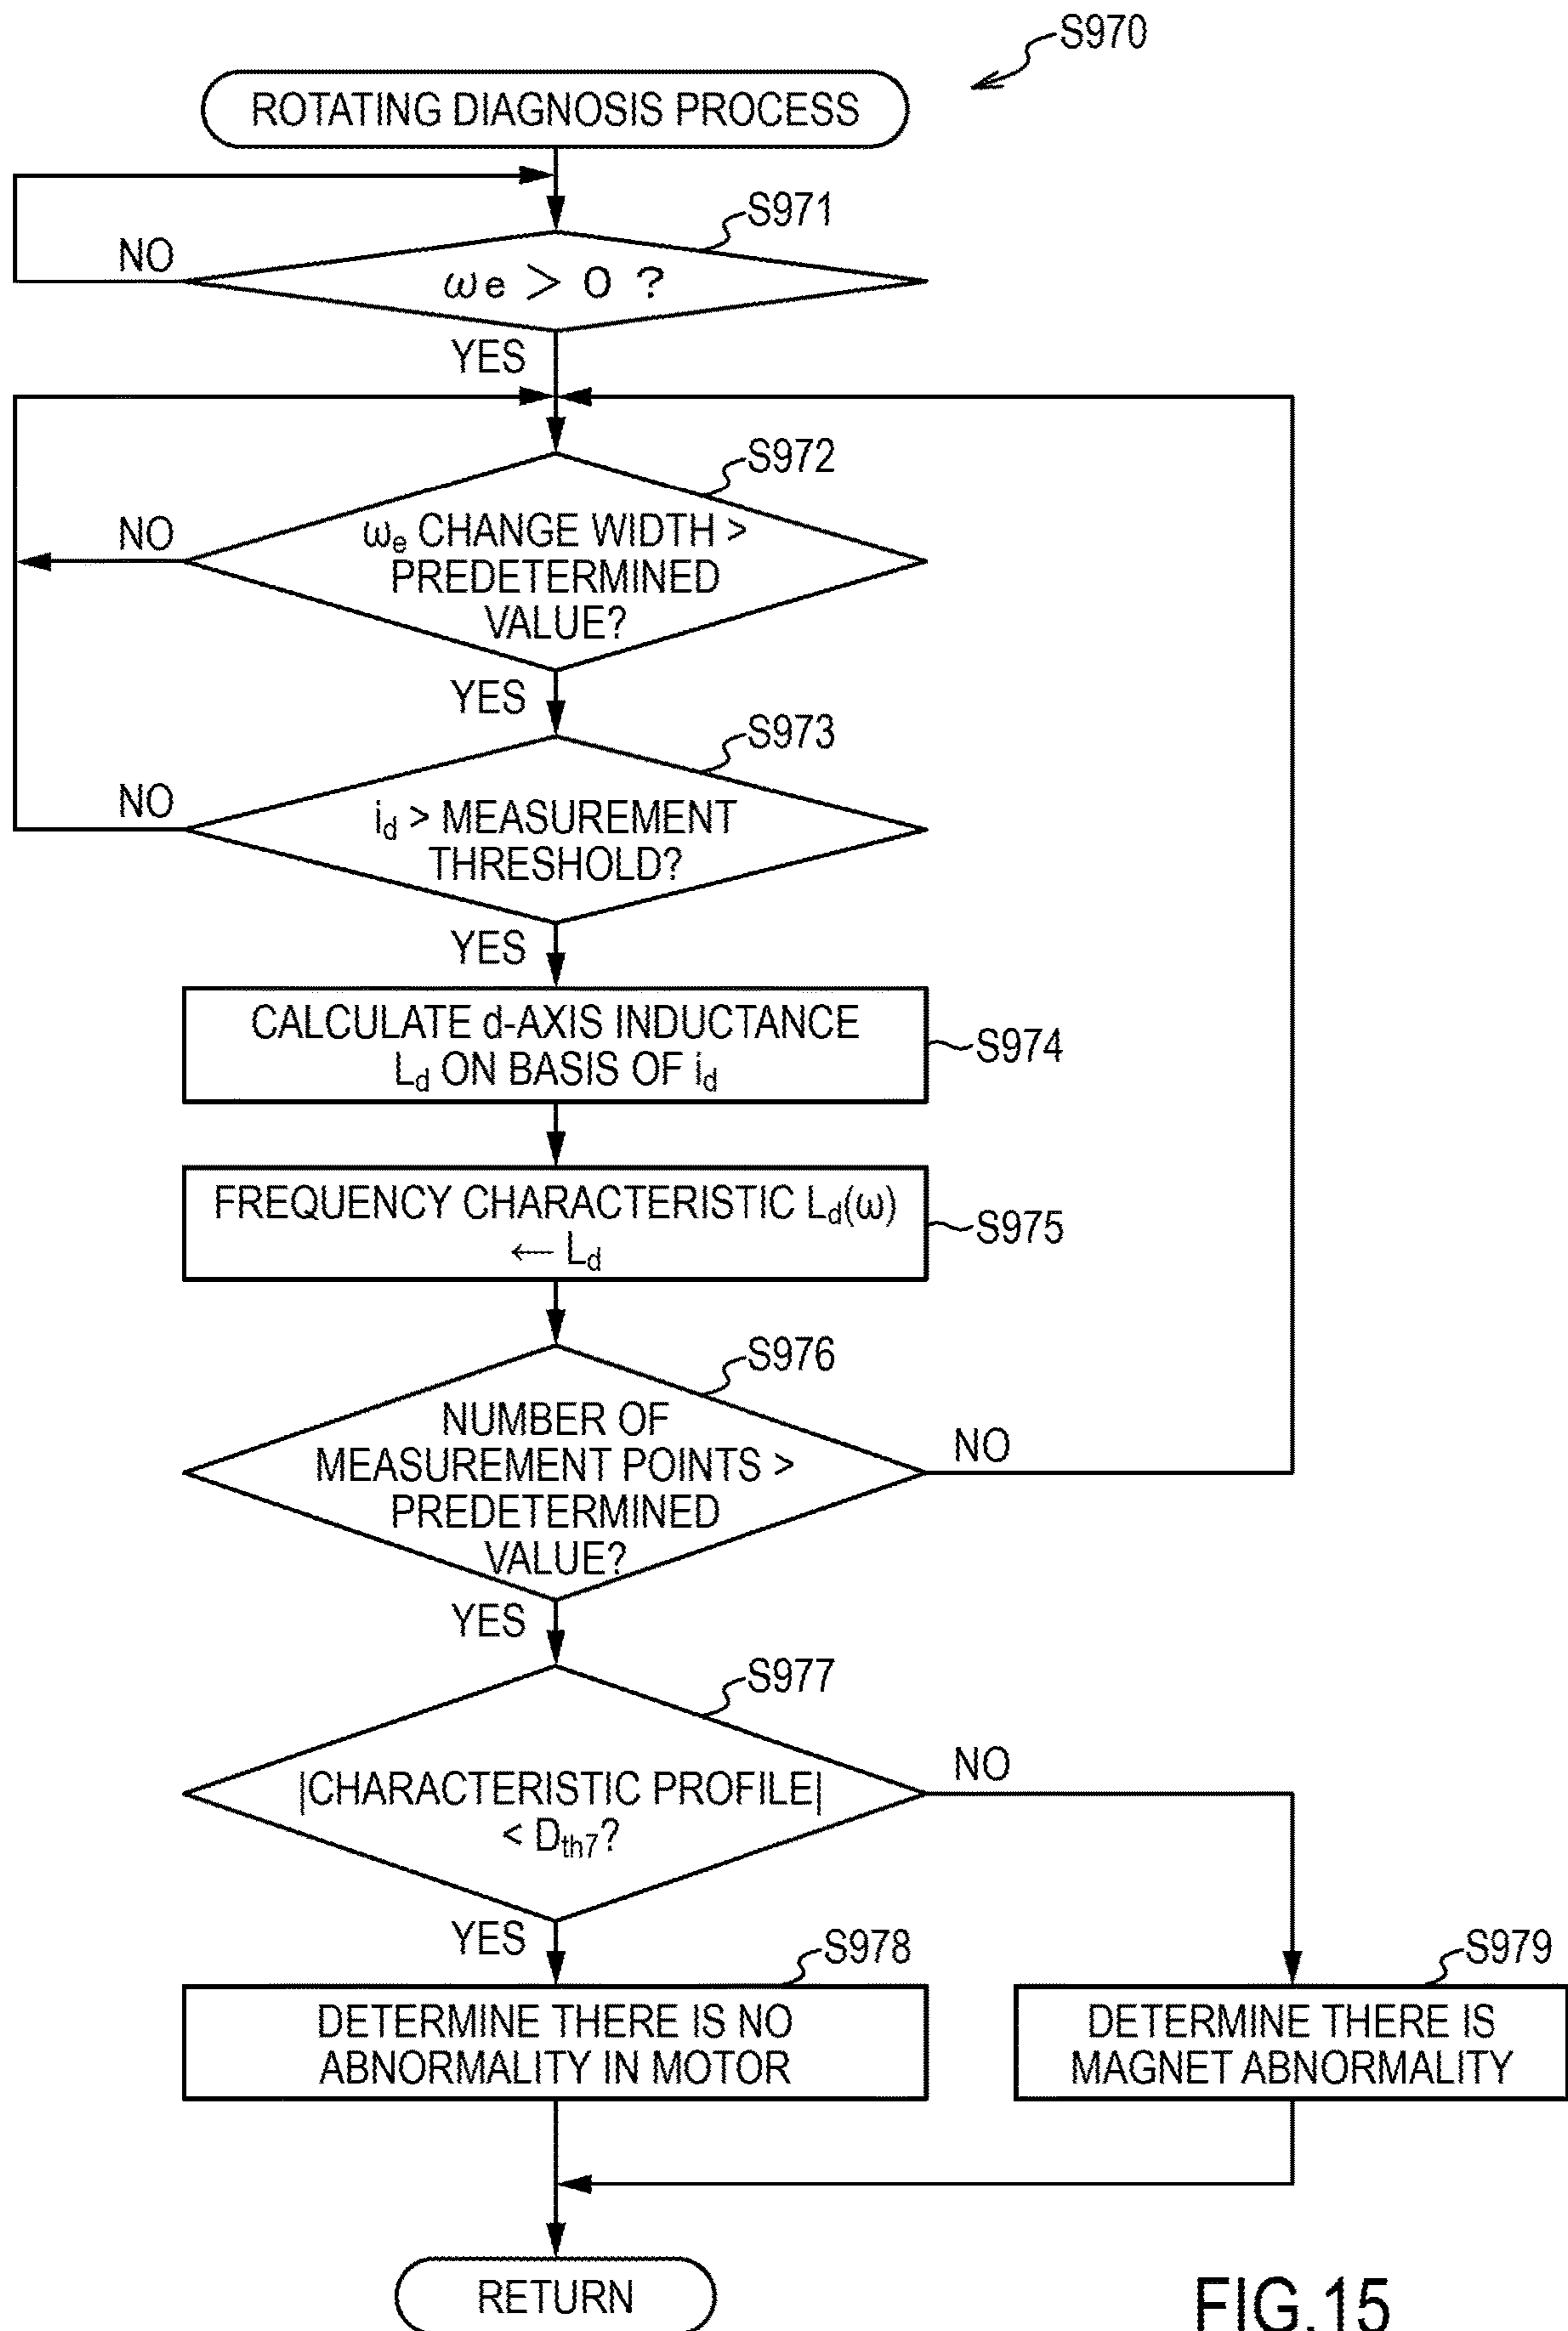 S970
ROTATING DIAGNOSIS PROCESS
S971
NO
ωe > 0 ?
YES
S972
NO
ωe CHANGE WIDTH >
PREDETERMINED
VALUE?
YES
S973
NO
id > MEASUREMENT
THRESHOLD?
YES
CALCULATE d-AXIS INDUCTANCE
Ld ON BASIS OF id
S974
FREQUENCY CHARACTERISTIC Ld(ω)
← Ld
S975
S976
NUMBER OF
MEASUREMENT POINTS >
PREDETERMINED
VALUE?
NO
YES
S977
|CHARACTERISTIC PROFILE|
< Dth7?
NO
YES
S978
DETERMINE THERE IS NO
ABNORMALITY IN MOTOR
S979
DETERMINE THERE IS
MAGNET ABNORMALITY
RETURN
FIG.15